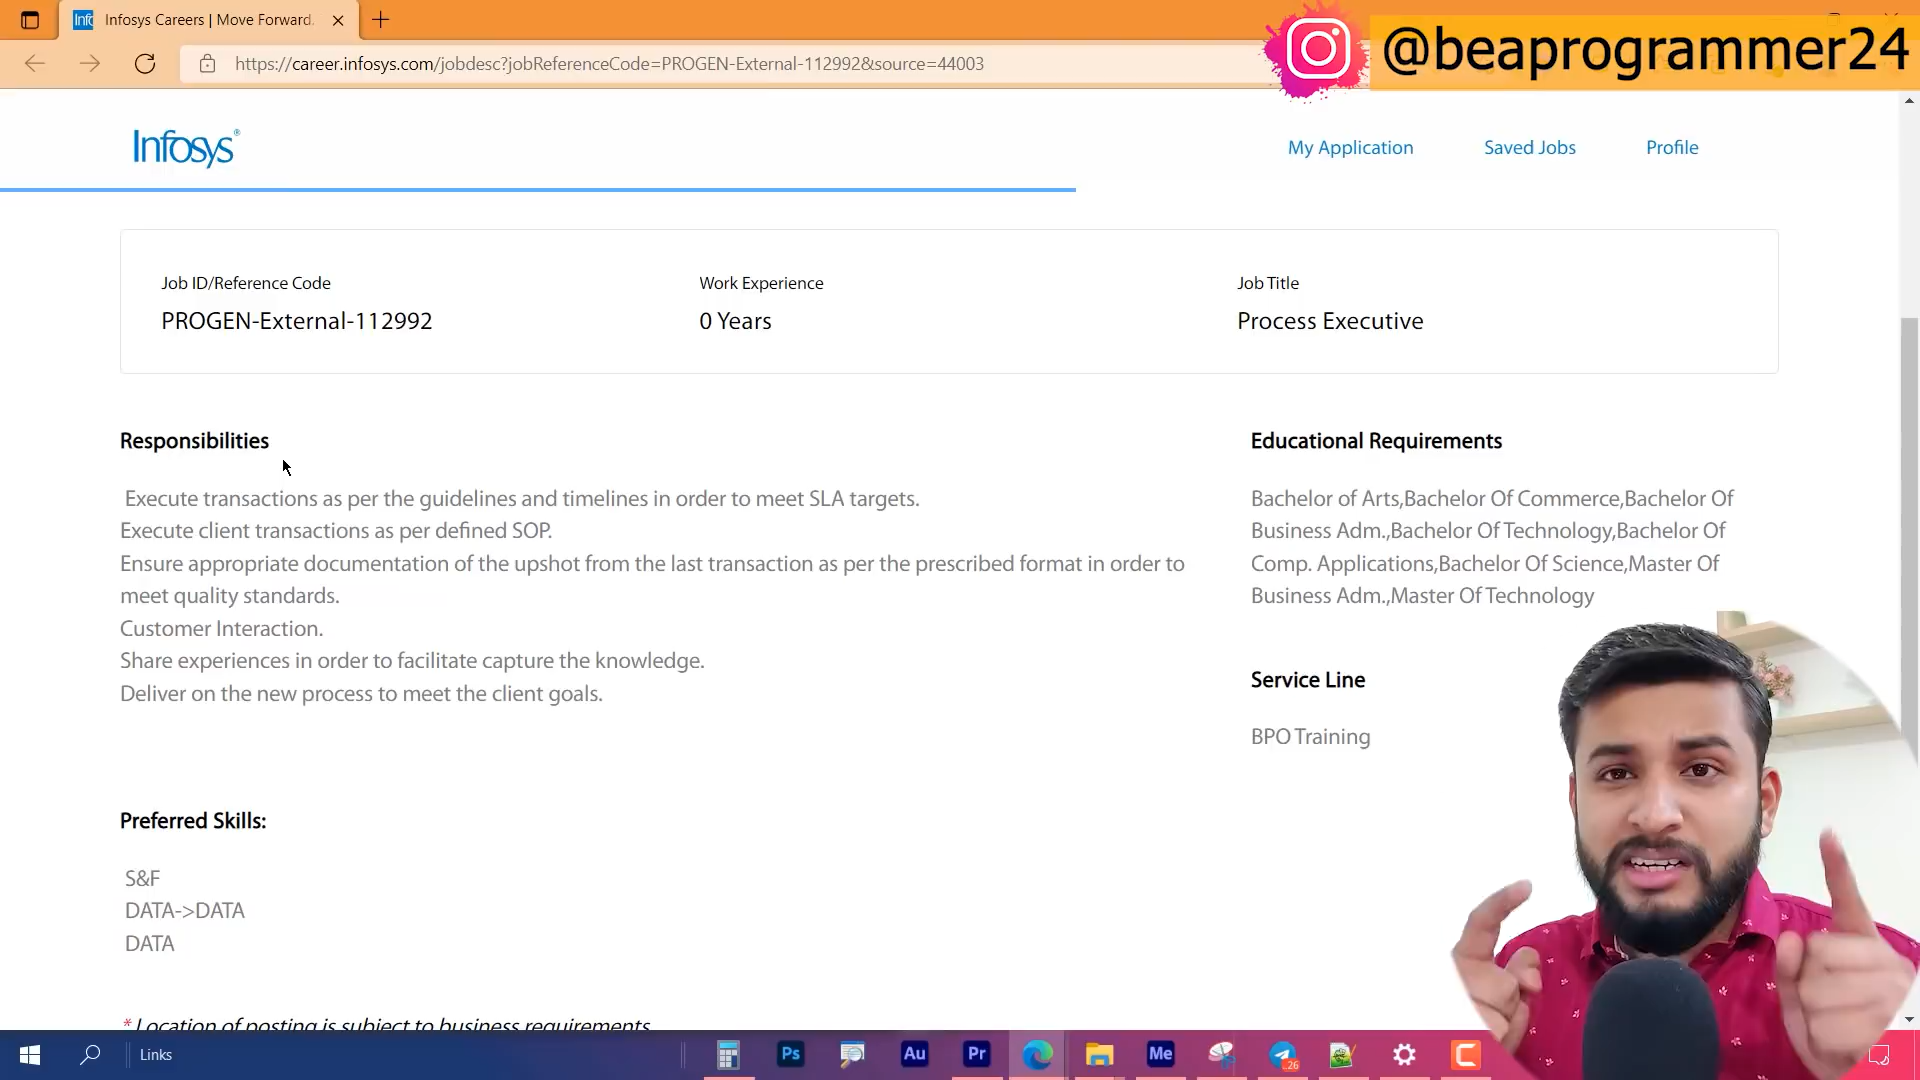 Infosys Careers | Move Forward.
@beaprogrammer24
https://career.infosys.com/jobdesc?jobReferenceCode=PROGEN-External-112992&source=44003
Infosys®
My Application
Saved Jobs
Profile
Job ID/Reference Code
Work Experience
Job Title
PROGEN-External-112992
0 Years
Process Executive
Responsibilities
Execute transactions as per the guidelines and timelines in order to meet SLA targets.
Execute client transactions as per defined SOP.
Ensure appropriate documentation of the upshot from the last transaction as per the prescribed format in order to
meet quality standards.
Customer Interaction.
Share experiences in order to facilitate capture the knowledge.
Deliver on the new process to meet the client goals.
Educational Requirements
Bachelor of Arts,Bachelor Of Commerce,Bachelor Of
Business Adm.,Bachelor Of Technology,Bachelor Of
Comp. Applications,Bachelor Of Science,Master Of
Business Adm.,Master Of Technology
Service Line
BPO Training
Preferred Skills:
S&F
DATA->DATA
DATA
* Location of posting is subject to business requirements
Links
Ps
Au
Pr
Me
26